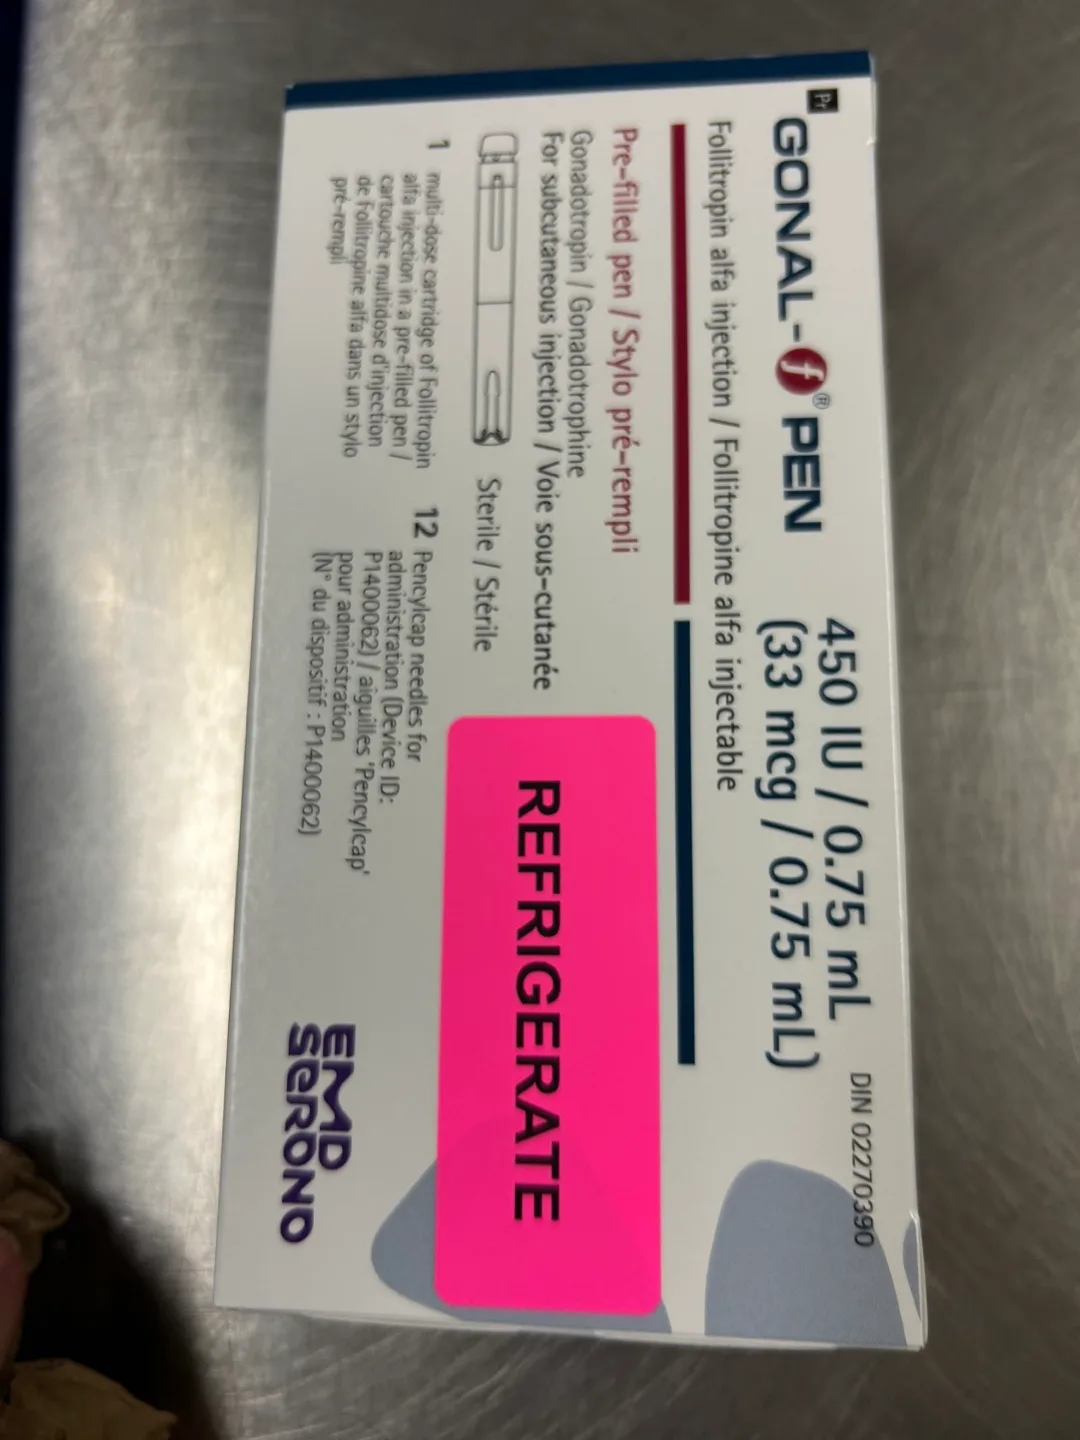 Pr
GONAL-f® PEN
450 IU / 0.75 mL
(33 mcg / 0.75 mL)
DIN 02270390
Follitropin alfa injection / Follitropine alfa injectable
Pre-filled pen / Stylo pré-rempli
Gonadotropin / Gonadotrophine
For subcutaneous injection / Voie sous-cutanée
Sterile / Stérile
REFRIGERATE
1 multi-dose cartridge of Follitropin
alfa injection in a pre-filled pen /
cartouche multidose d'injection
de Follitropine alfa dans un stylo
pré-rempli
12 Pencylcap needles for
administration (Device ID:
P1400062) / aiguilles 'Pencylcap'
pour administration
(N° du dispositif : P1400062)
EMD
SERONO